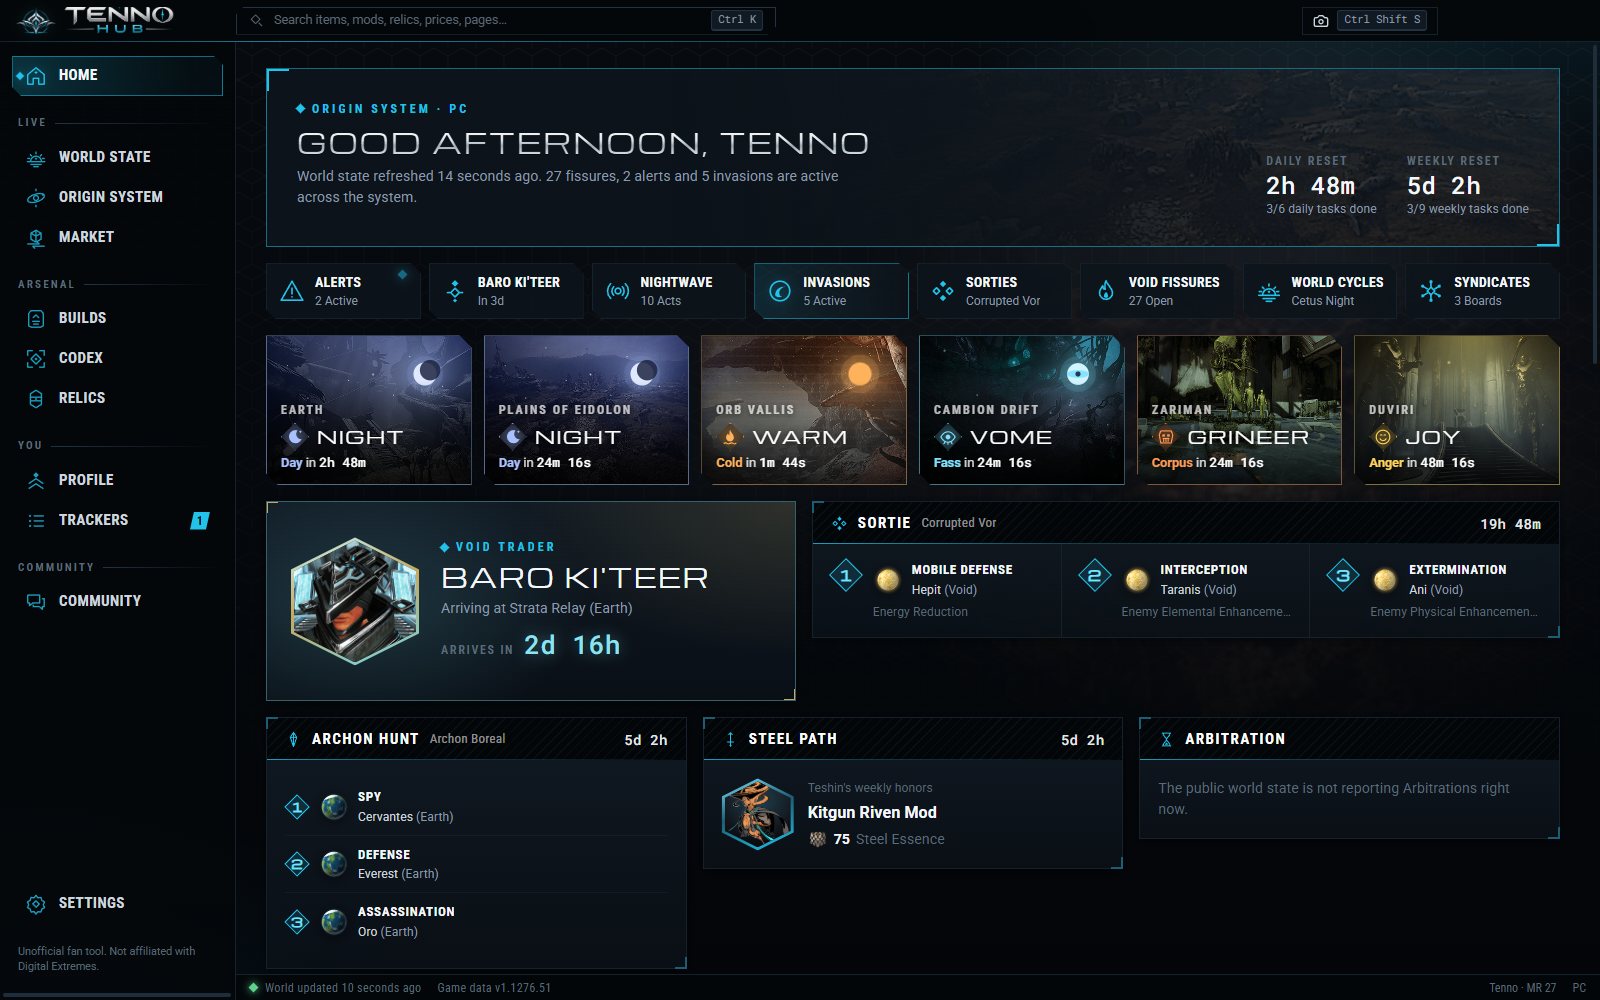 TENNO
HUB
Search items, mods, relics, prices, pages...
Ctrl K
Ctrl Shift S
HOME
LIVE
WORLD STATE
ORIGIN SYSTEM
MARKET
ARSENAL
BUILDS
CODEX
RELICS
YOU
PROFILE
TRACKERS
1
COMMUNITY
COMMUNITY
SETTINGS
Unofficial fan tool. Not affiliated with
Digital Extremes.
ORIGIN SYSTEM · PC
GOOD AFTERNOON, TENNO
World state refreshed 14 seconds ago. 27 fissures, 2 alerts and 5 invasions are active
across the system.
DAILY RESET
2h 48m
3/6 daily tasks done
WEEKLY RESET
5d 2h
3/9 weekly tasks done
ALERTS
2 Active
BARO KI'TEER
In 3d
NIGHTWAVE
10 Acts
INVASIONS
5 Active
SORTIES
Corrupted Vor
VOID FISSURES
27 Open
WORLD CYCLES
Cetus Night
SYNDICATES
3 Boards
EARTH
NIGHT
Day in 2h 48m
PLAINS OF EIDOLON
NIGHT
Day in 24m 16s
ORB VALLIS
WARM
Cold in 1m 44s
CAMBION DRIFT
VOME
Fass in 24m 16s
ZARIMAN
GRINEER
Corpus in 24m 16s
DUVIRI
JOY
Anger in 48m 16s
VOID TRADER
BARO KI'TEER
Arriving at Strata Relay (Earth)
ARRIVES IN 2d 16h
SORTIE Corrupted Vor 19h 48m
1
MOBILE DEFENSE
Hepit (Void)
Energy Reduction
2
INTERCEPTION
Taranis (Void)
Enemy Elemental Enhanceme...
3
EXTERMINATION
Ani (Void)
Enemy Physical Enhancemen...
ARCHON HUNT Archon Boreal 5d 2h
1
SPY
Cervantes (Earth)
2
DEFENSE
Everest (Earth)
3
ASSASSINATION
Oro (Earth)
STEEL PATH 5d 2h
Teshin's weekly honors
Kitgun Riven Mod
75 Steel Essence
ARBITRATION
The public world state is not reporting Arbitrations right
now.
World updated 10 seconds ago Game data v1.1276.51
Tenno · MR 27 PC